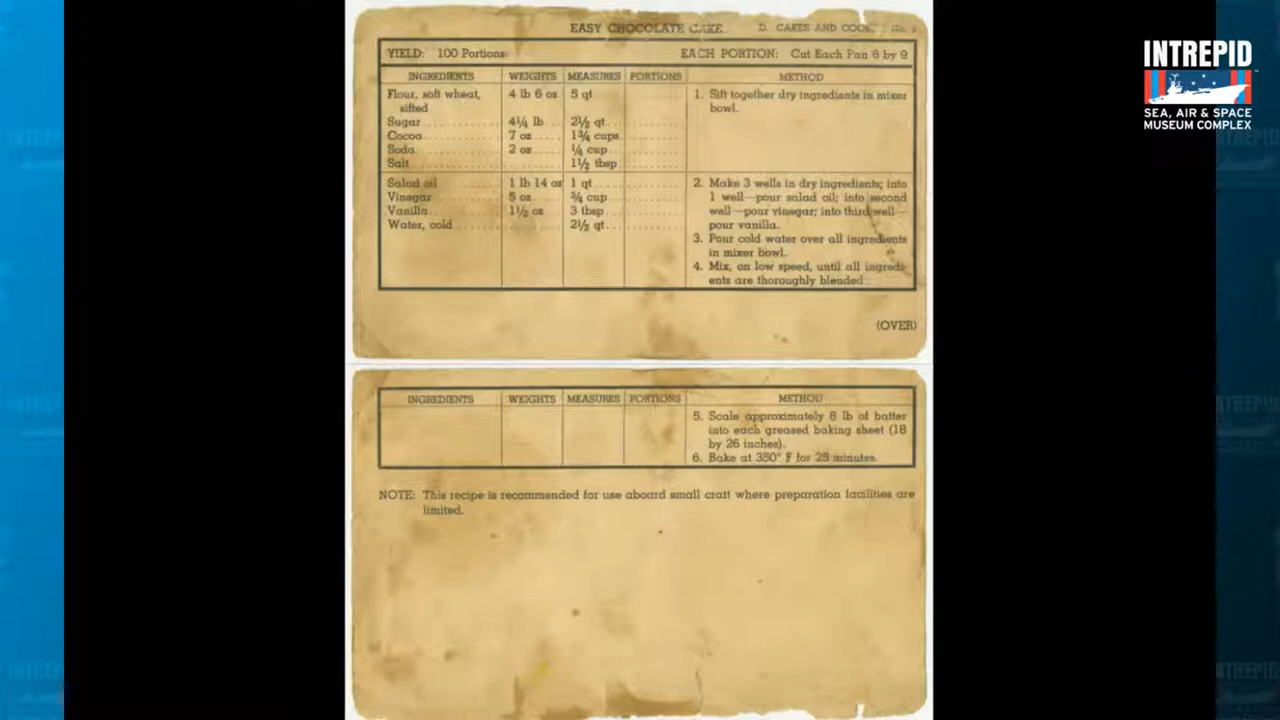 EASY CHOCOLATE CAKE D. CAKES AND No.
YIELD: 100 Portions EACH PORTION: Cut Each Pan 6 by 9
INGREDIENTS WEIGHTS MEASURES PORTIONS METHOD
Flour, soft wheat, 4 lb 6 oz 5 qt 1. Sift together dry ingredients in mixer
sifted bowl.
Sugar 4¼ lb 2½ qt
Cocoa 7 oz 1¾ cups
Soda 2 oz ¼ cup
Salt 1½ tbsp
Salad oil 1 lb 14 oz 1 qt 2. Make 3 wells in dry ingredients; into
Vinegar 5 oz ¾ cup 1 well—pour salad oil; into second
Vanilla 1½ oz 3 tbsp well—pour vinegar; into third well—
Water, cold 2½ qt pour vanilla.
3. Pour cold water over all ingredients
in mixer bowl.
4. Mix, on low speed, until all ingredi-
ents are thoroughly blended.
(OVER)
INGREDIENTS WEIGHTS MEASURES PORTIONS METHOD
5. Scale approximately 8 lb of batter
into each greased baking sheet (18
by 26 inches).
6. Bake at 350° F for 25 minutes.
NOTE: This recipe is recommended for use aboard small craft where preparation facilities are
limited.
INTREPID
SEA, AIR & SPACE
MUSEUM COMPLEX